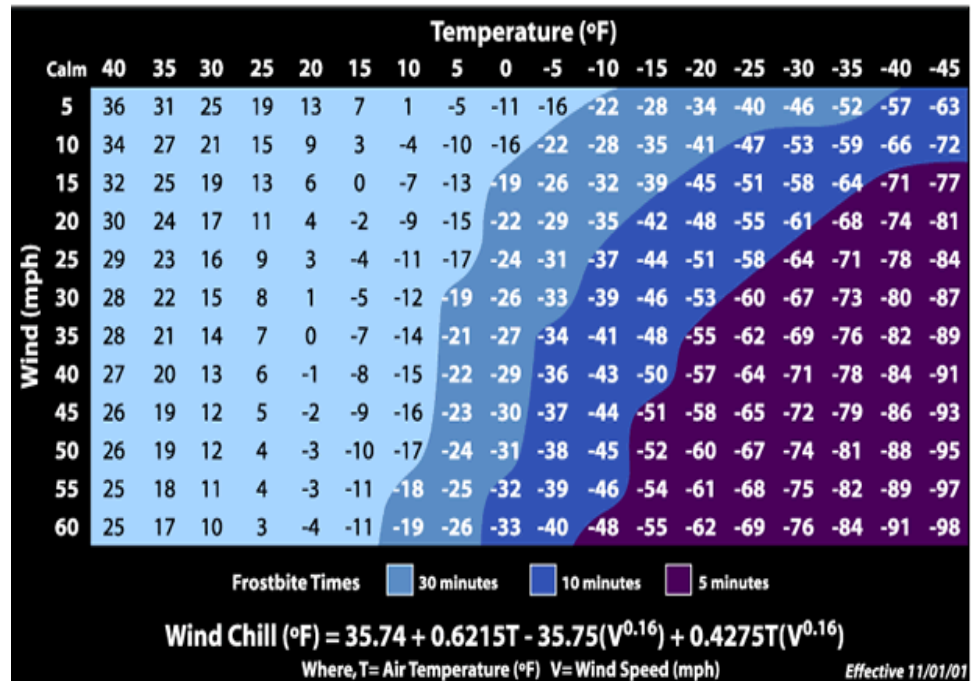 Temperature (ºF)
Calm 40 35 30 25 20 15 10 5 0 -5 -10 -15 -20 -25 -30 -35 -40 -45
5 36 31 25 19 13 7 1 -5 -11 -16 -22 -28 -34 -40 -46 -52 -57 -63
10 34 27 21 15 9 3 -4 -10 -16 -22 -28 -35 -41 -47 -53 -59 -66 -72
15 32 25 19 13 6 0 -7 -13 -19 -26 -32 -39 -45 -51 -58 -64 -71 -77
20 30 24 17 11 4 -2 -9 -15 -22 -29 -35 -42 -48 -55 -61 -68 -74 -81
25 29 23 16 9 3 -4 -11 -17 -24 -31 -37 -44 -51 -58 -64 -71 -78 -84
30 28 22 15 8 1 -5 -12 -19 -26 -33 -39 -46 -53 -60 -67 -73 -80 -87
35 28 21 14 7 0 -7 -14 -21 -27 -34 -41 -48 -55 -62 -69 -76 -82 -89
40 27 20 13 6 -1 -8 -15 -22 -29 -36 -43 -50 -57 -64 -71 -78 -84 -91
45 26 19 12 5 -2 -9 -16 -23 -30 -37 -44 -51 -58 -65 -72 -79 -86 -93
50 26 19 12 4 -3 -10 -17 -24 -31 -38 -45 -52 -60 -67 -74 -81 -88 -95
55 25 18 11 4 -3 -11 -18 -25 -32 -39 -46 -54 -61 -68 -75 -82 -89 -97
60 25 17 10 3 -4 -11 -19 -26 -33 -40 -48 -55 -62 -69 -76 -84 -91 -98
Wind (mph)
Frostbite Times 30 minutes 10 minutes 5 minutes
Wind Chill (ºF) = 35.74 + 0.6215T - 35.75(V0.16) + 0.4275T(V0.16)
Where, T= Air Temperature (ºF) V= Wind Speed (mph) Effective 11/01/01